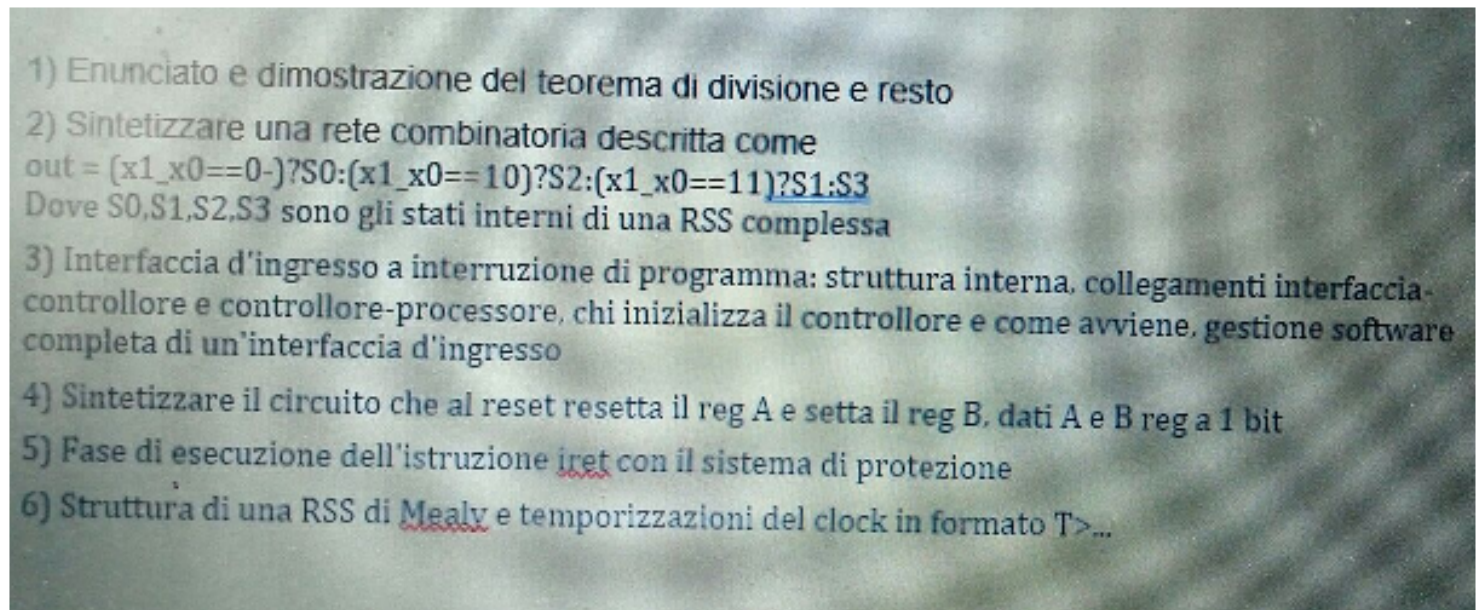 1) Enunciato e dimostrazione del teorema di divisione e resto
2) Sintetizzare una rete combinatoria descritta come
out = (x1_x0==0-)?S0:(x1_x0==10)?S2:(x1_x0==11)?S1:S3
Dove S0,S1,S2,S3 sono gli stati interni di una RSS complessa
3) Interfaccia d'ingresso a interruzione di programma: struttura interna, collegamenti interfaccia-
controllore e controllore-processore, chi inizializza il controllore e come avviene, gestione software
completa di un'interfaccia d'ingresso
4) Sintetizzare il circuito che al reset resetta il reg A e setta il reg B, dati A e B reg a 1 bit
5) Fase di esecuzione dell'istruzione iret con il sistema di protezione
6) Struttura di una RSS di Mealy e temporizzazioni del clock in formato T>...